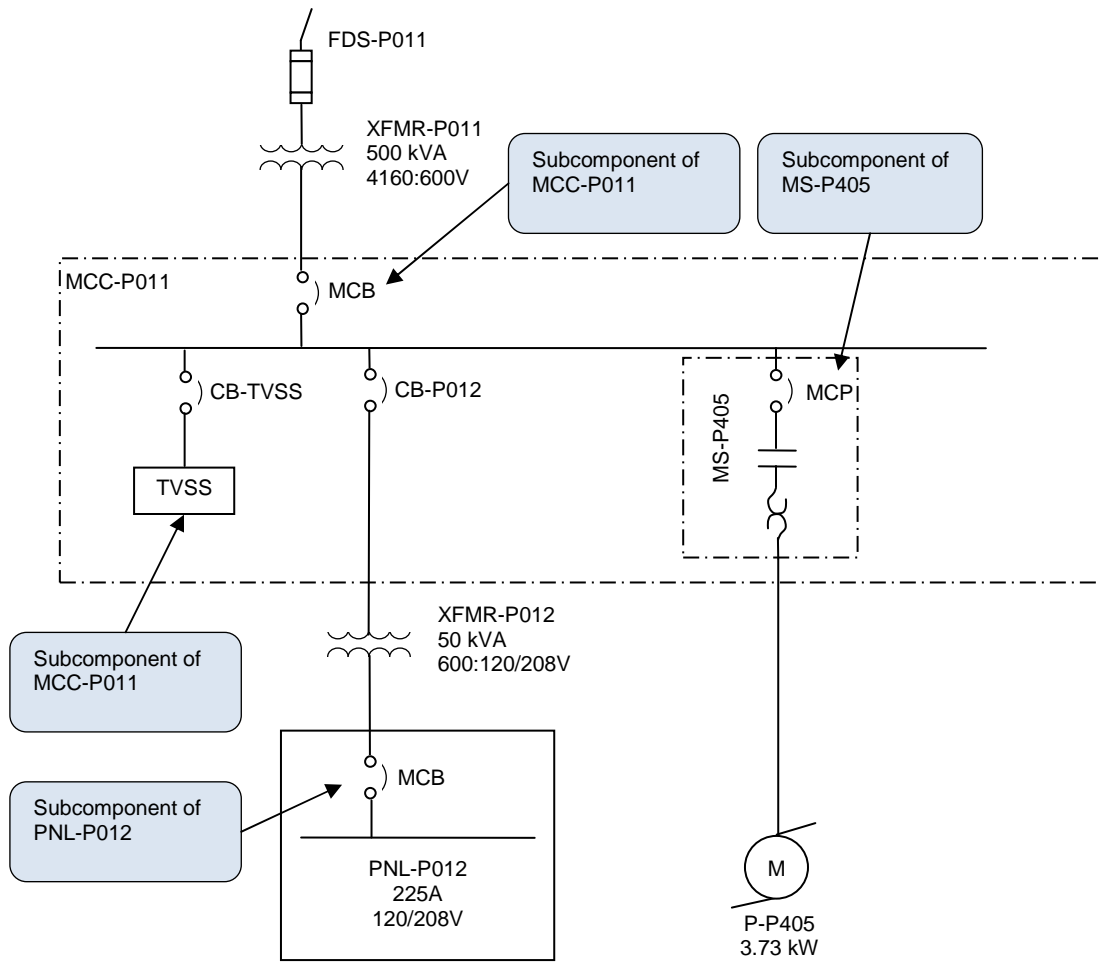 FDS-P011
XFMR-P011
500 kVA
4160:600V
Subcomponent of
MCC-P011
Subcomponent of
MS-P405
MCC-P011
MCB
CB-TVSS
CB-P012
MCP
MS-P405
TVSS
XFMR-P012
50 kVA
600:120/208V
Subcomponent of
MCC-P011
MCB
Subcomponent of
PNL-P012
PNL-P012
225A
120/208V
M
P-P405
3.73 kW